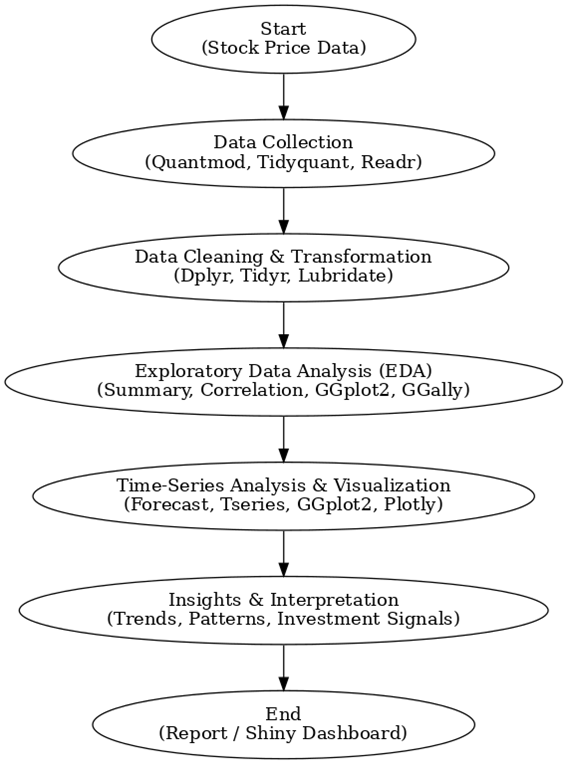 Start
(Stock Price Data)
Data Collection
(Quantmod, Tidyquant, Readr)
Data Cleaning & Transformation
(Dplyr, Tidyr, Lubridate)
Exploratory Data Analysis (EDA)
(Summary, Correlation, GGplot2, GGally)
Time-Series Analysis & Visualization
(Forecast, Tseries, GGplot2, Plotly)
Insights & Interpretation
(Trends, Patterns, Investment Signals)
End
(Report / Shiny Dashboard)